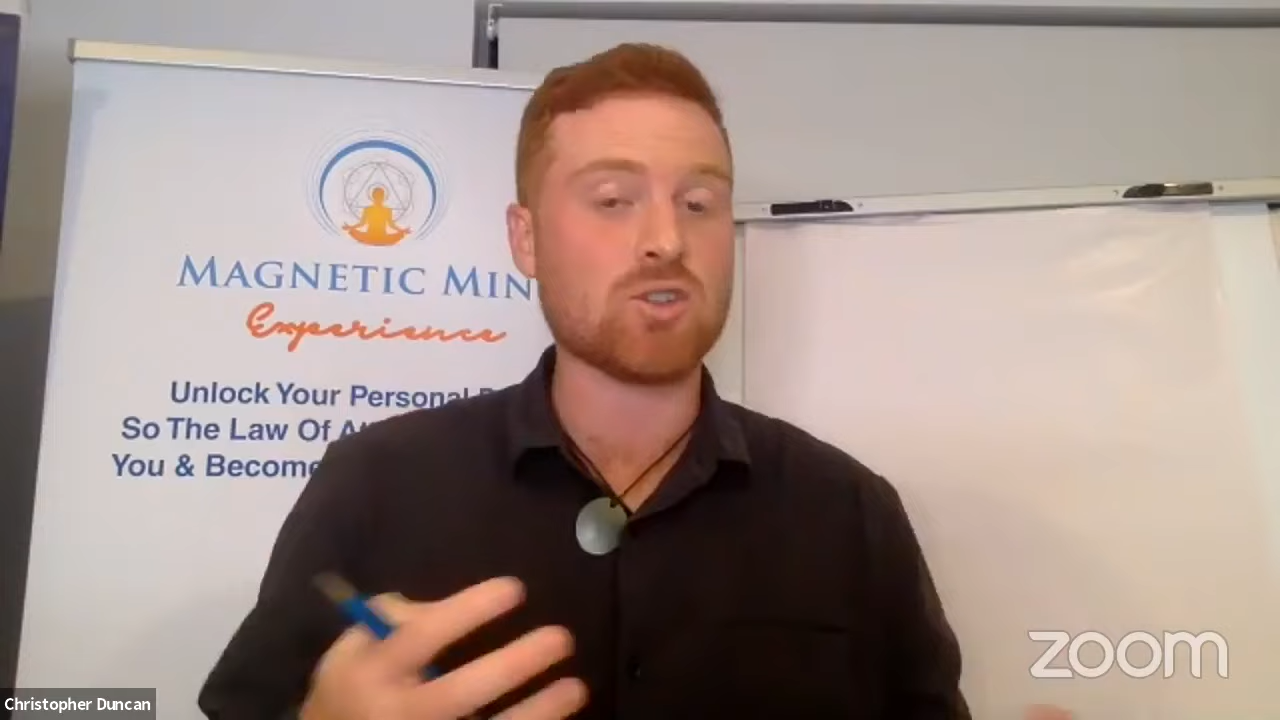 MAGNETIC MIN
Experience
Unlock Your Personal
So The Law Of
You & Become
zoom
Christopher Duncan